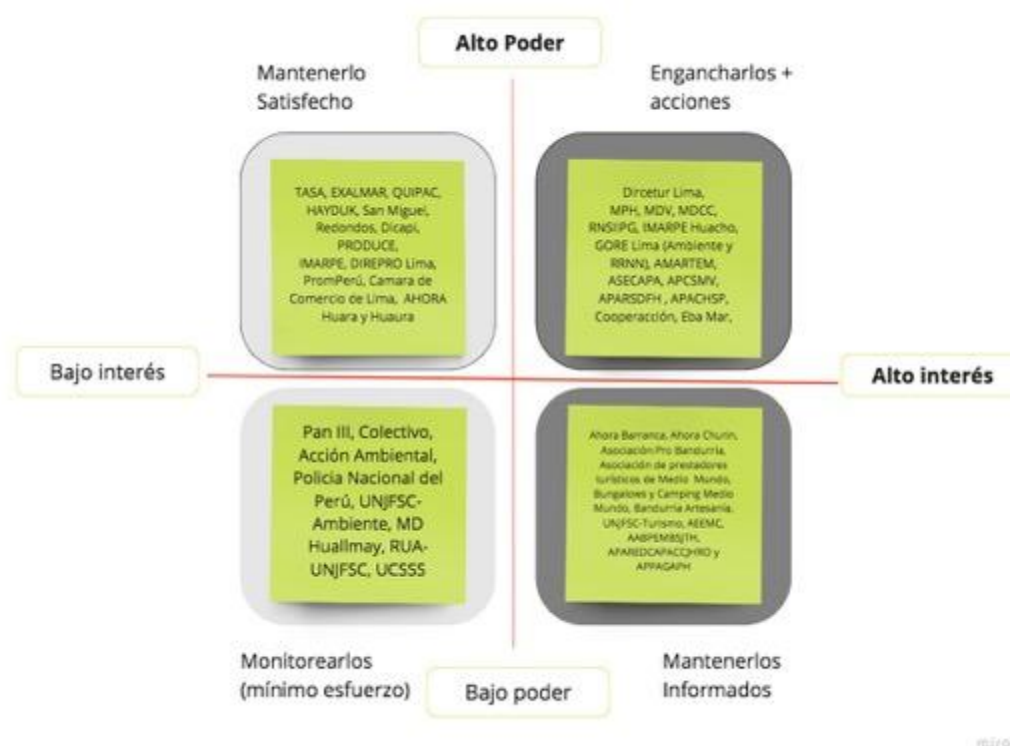 Alto Poder
Mantenerlo
Satisfecho
Engancharlos +
acciones
TASA, EXALMAR, QUIPAC,
HAYDUK, San Miguel,
Redondos, Dicapi,
PRODUCE,
IMARPE, DIREPRO Lima,
PromPerú, Camara de
Comercio de Lima, AHORA
Huara y Huaura
Dircetur Lima,
MPH, MDV, MDCC,
RNSIIPG, IMARPE Huacho,
GORE Lima (Ambiente y
RRNN), AMARTEM,
ASECAPA, APCSMV,
APARSDFH , APACHSP,
Cooperacción, Eba Mar,
Bajo interés
Alto interés
Pan III, Colectivo,
Acción Ambiental,
Policia Nacional del
Perú, UNJFSC-
Ambiente, MD
Huallmay, RUA-
UNJFSC, UCSSS
Ahora Barranca, Ahora Churin,
Asociación Pro Bandurria,
Asociación de prestadores
turísticos de Medio Mundo,
Bungalows y Camping Medio
Mundo, Bandurria Artesania,
UNJFSC-Turismo, AEEMC,
AABPEMBSJTH,
APAREDCAPACCJHRO y
APPAGAPH
Monitorearlos
(mínimo esfuerzo)
Bajo poder
Mantenerlos
Informados
miro